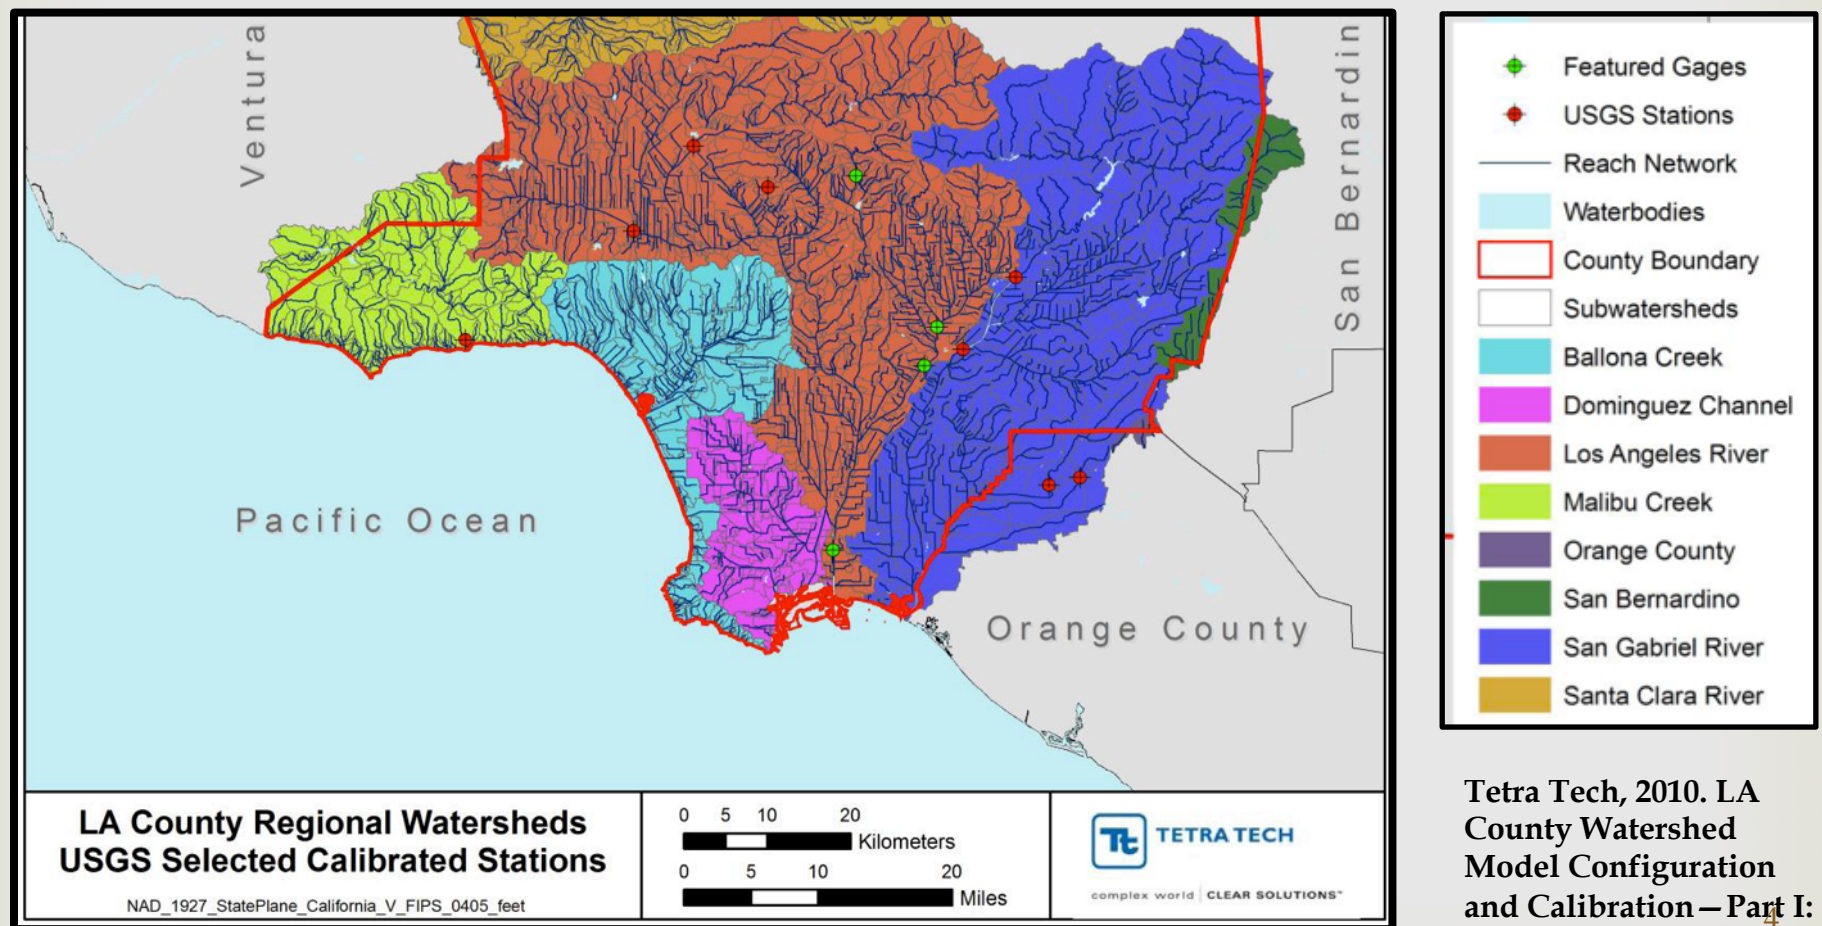 Ventura
San Bernardin
Pacific Ocean
Orange County
LA County Regional Watersheds
USGS Selected Calibrated Stations
NAD_1927_StatePlane_California_V_FIPS_0405_feet
0 5 10 20
Kilometers
0 5 10 20
Miles
Tt TETRA TECH
complex world | CLEAR SOLUTIONS™
Featured Gages
USGS Stations
Reach Network
Waterbodies
County Boundary
Subwatersheds
Ballona Creek
Dominguez Channel
Los Angeles River
Malibu Creek
Orange County
San Bernardino
San Gabriel River
Santa Clara River
Tetra Tech, 2010. LA
County Watershed
Model Configuration
and Calibration—Part I:
4